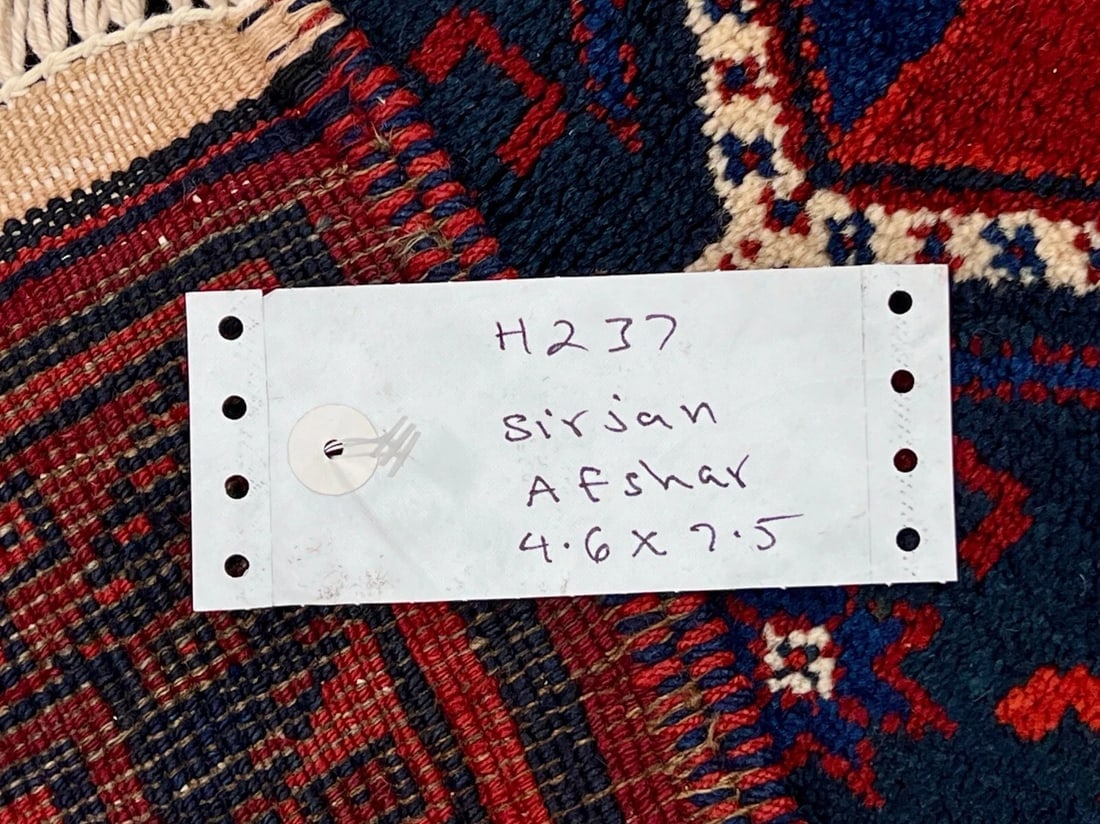 H237
Sirjan
Afshar
4.6 x 7.5